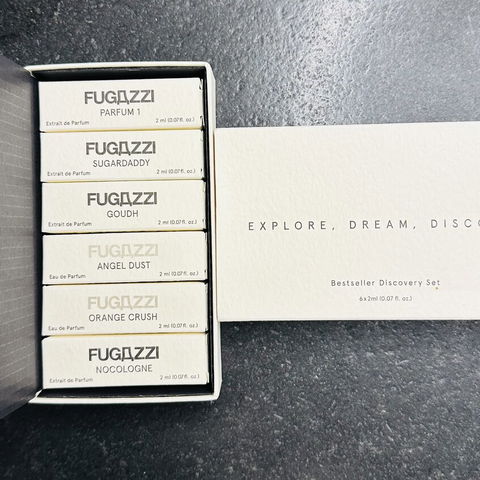 FUGAZZI
PARFUM 1
Extrait de Parfum 2 ml (0.07 fl. oz.)
FUGAZZI
SUGARDADDY
Extrait de Parfum 2 ml (0.07 fl. oz.)
FUGAZZI
GOUDH
Extrait de Parfum 2 ml (0.07 fl. oz.)
FUGAZZI
ANGEL DUST
Eau de Parfum 2 ml (0.07 fl. oz.)
FUGAZZI
ORANGE CRUSH
Eau de Parfum 2 ml (0.07 fl. oz.)
FUGAZZI
NOCOLOGNE
Extrait de Parfum 2 ml (0.07 fl. oz.)
EXPLORE, DREAM, DISCO
Bestseller Discovery Set
6 x 2 ml (0.07 fl. oz.)